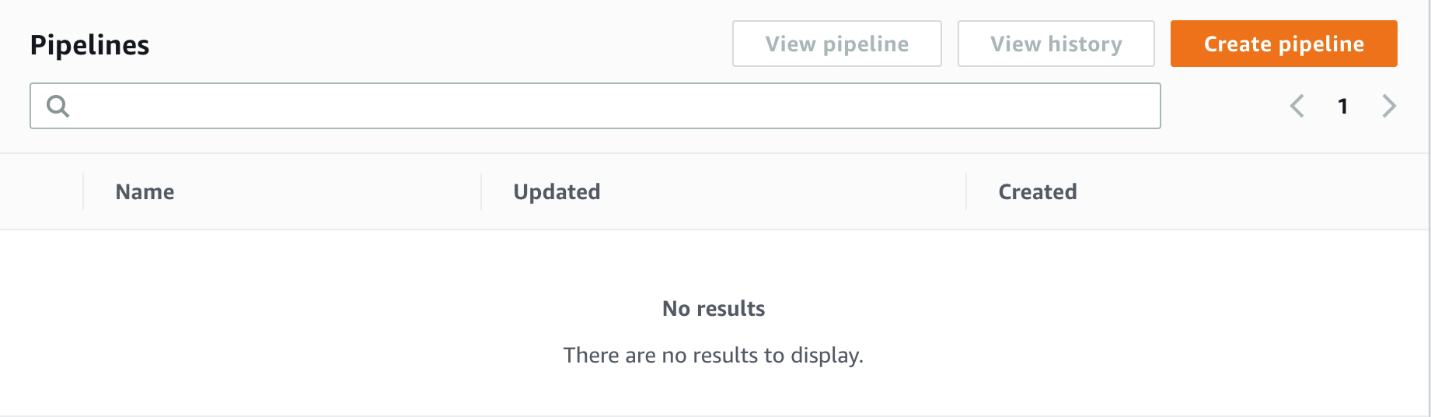 Pipelines
View pipeline
View history
Create pipeline
1
Name
Updated
Created
No results
There are no results to display.